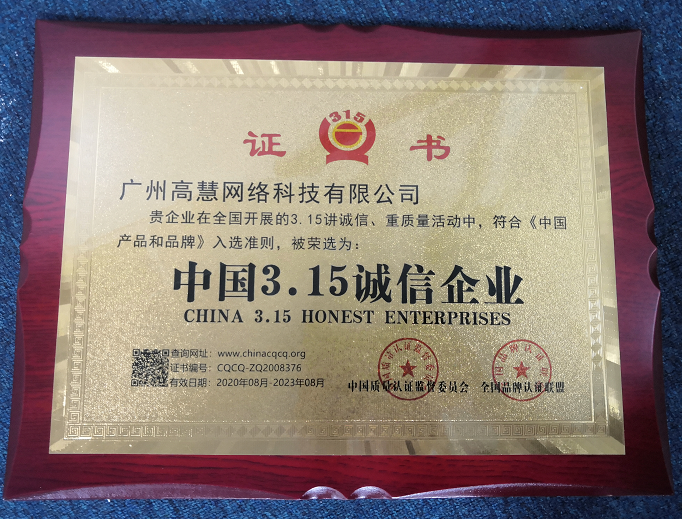 315
证 书
广州高慧网络科技有限公司
贵企业在全国开展的3.15讲诚信、重质量活动中，符合《中国
产品和品牌》入选准则，被荣选为：
中国3.15诚信企业
CHINA 3.15 HONEST ENTERPRISES
查询网址：www.chinacqcq.org
证书编号：CQCQ-ZQ2008376
有效日期：2020年08月-2023年08月
中国质量认证监督委员会 全国品牌认证联盟